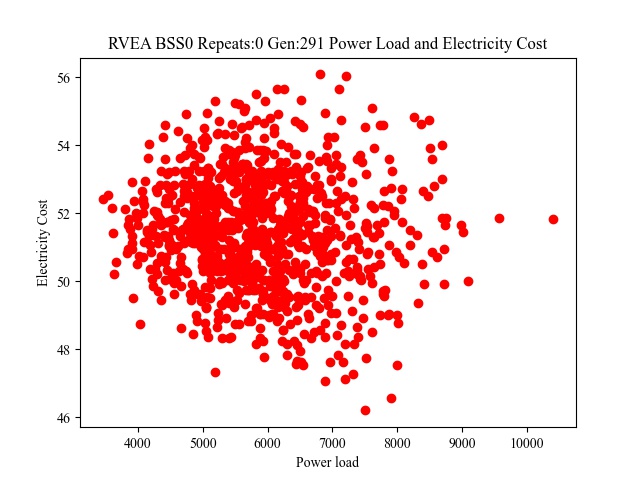 RVEA BSS0 Repeats:0 Gen:291 Power Load and Electricity Cost
56
54
52
50
48
46
Electricity Cost
4000 5000 6000 7000 8000 9000 10000
Power load